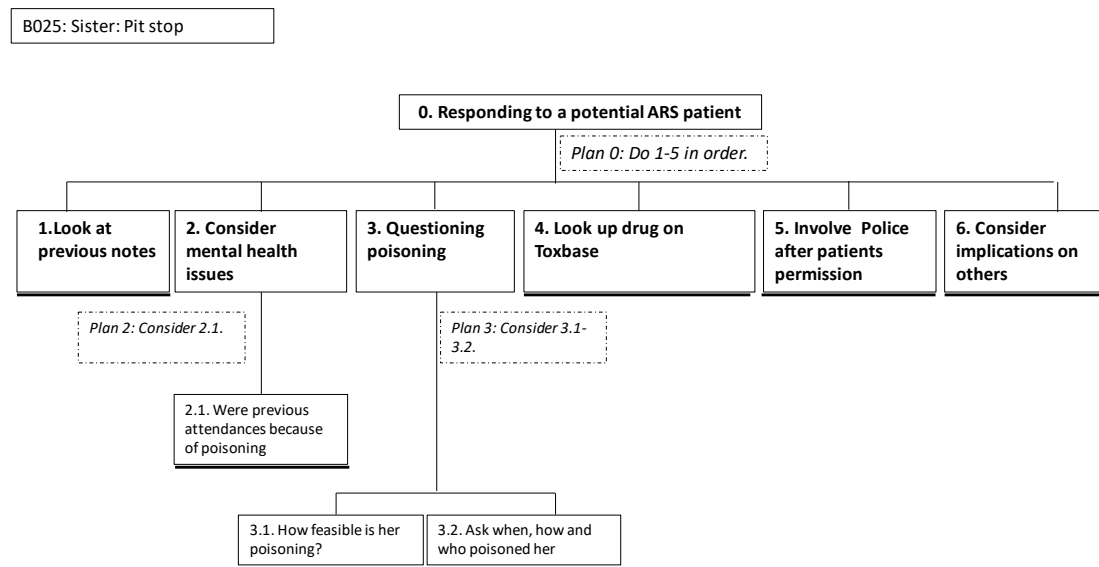 B025: Sister: Pit stop
0. Responding to a potential ARS patient
Plan 0: Do 1-5 in order.
1.Look at
previous notes
2. Consider
mental health
issues
3. Questioning
poisoning
4. Look up drug on
Toxbase
5. Involve Police
after patients
permission
6. Consider
implications on
others
Plan 2: Consider 2.1.
Plan 3: Consider 3.1-
3.2.
2.1. Were previous
attendances because
of poisoning
3.1. How feasible is her
poisoning?
3.2. Ask when, how and
who poisoned her